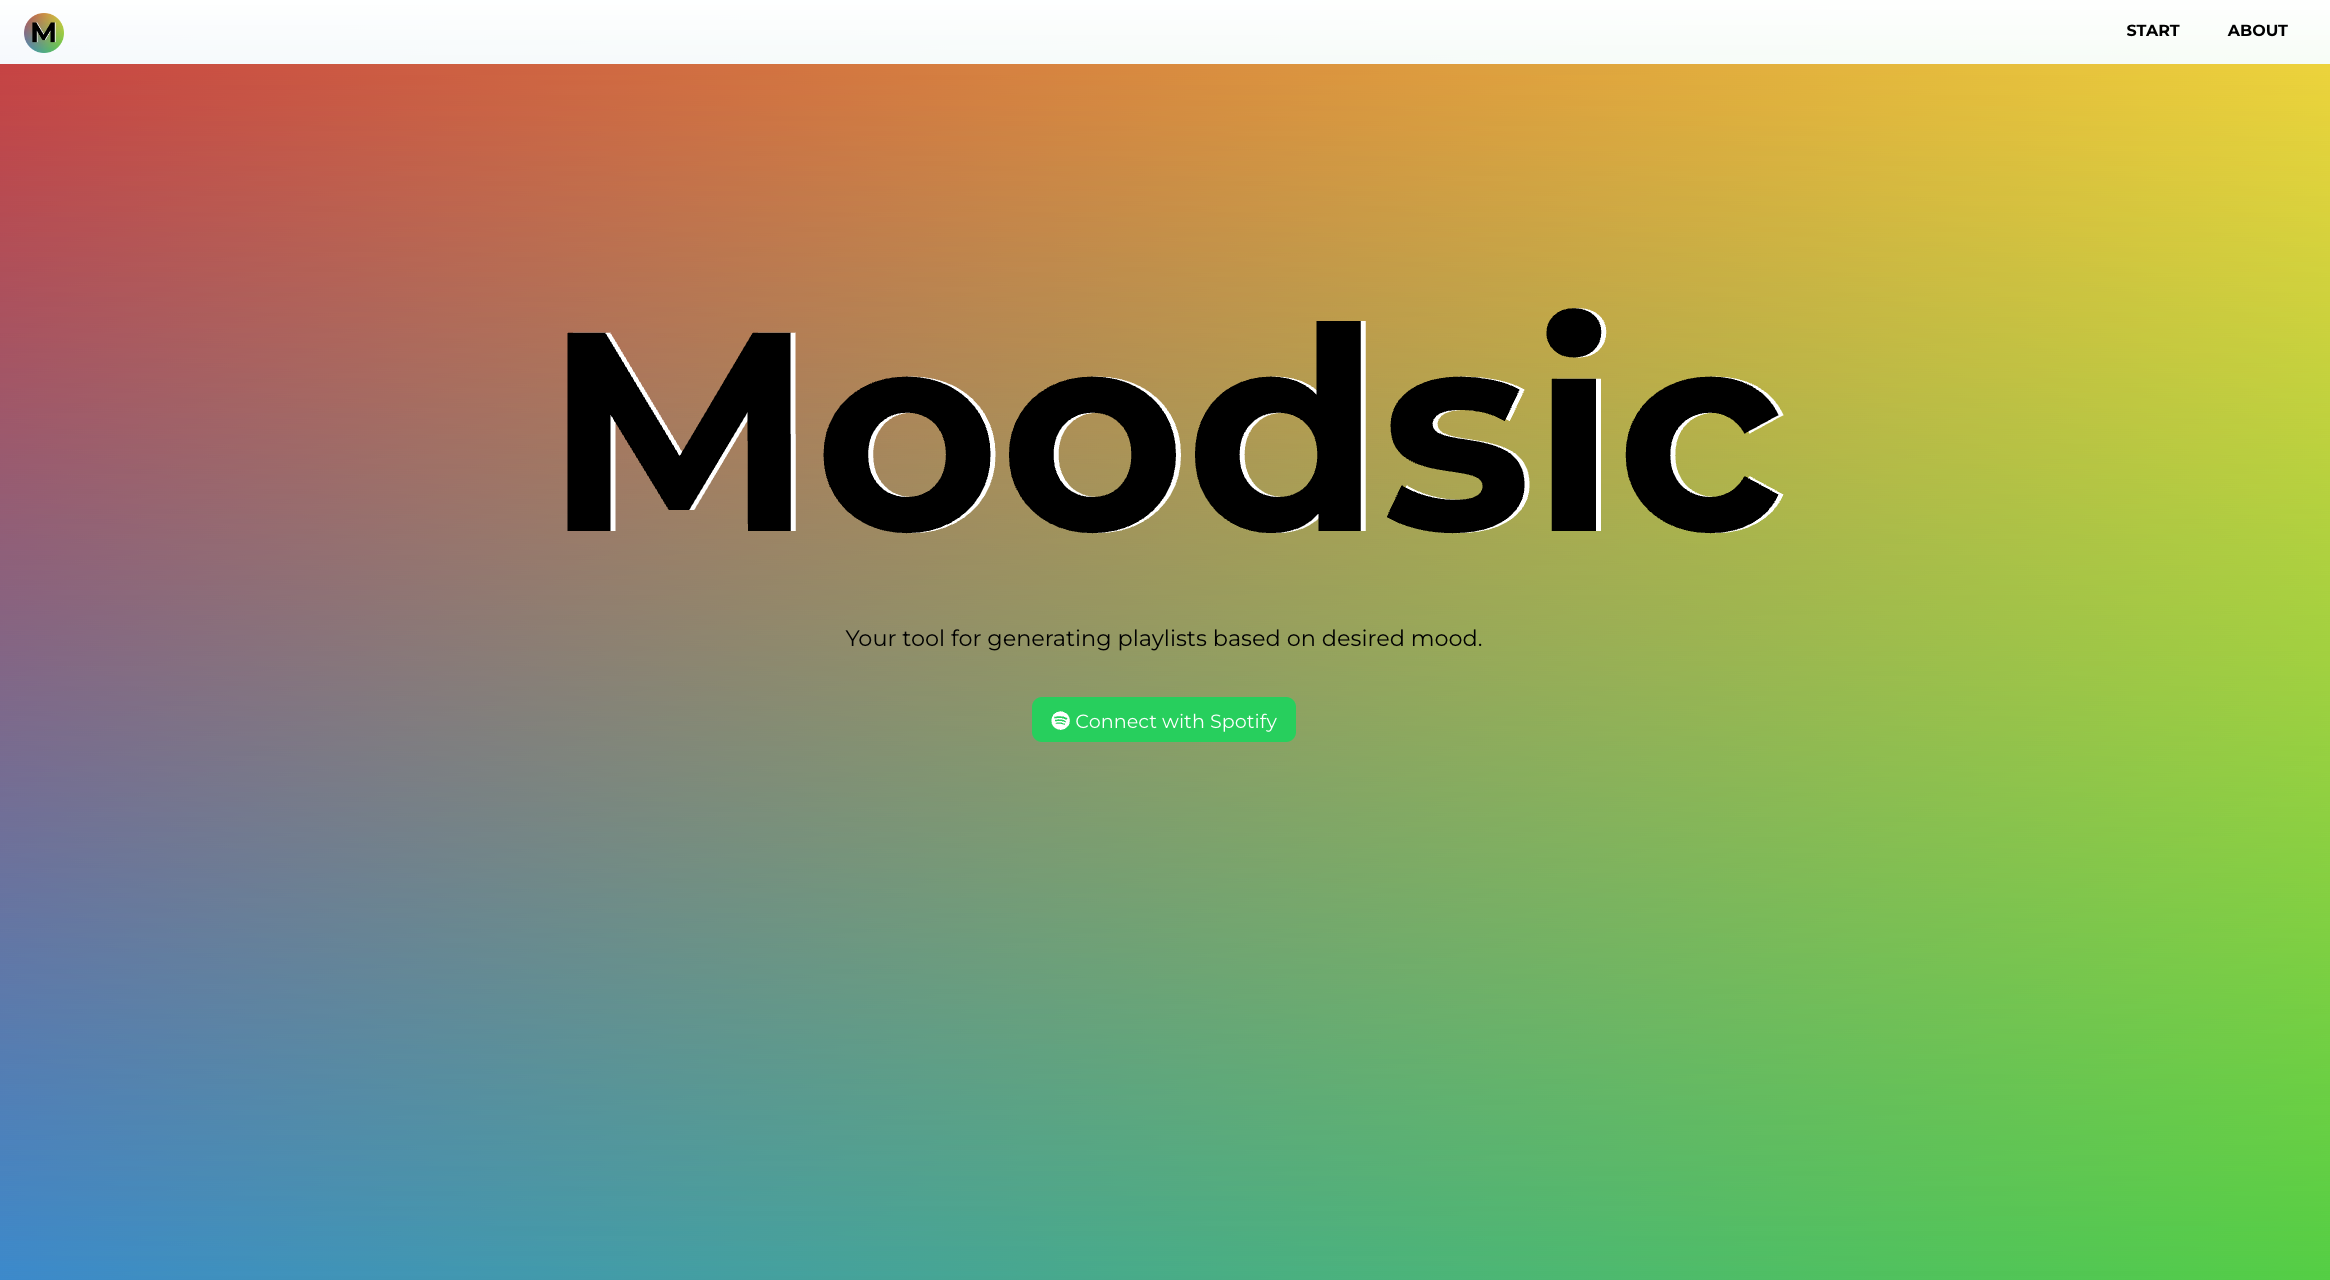 M
START
ABOUT
Moodsic
Your tool for generating playlists based on desired mood.
Connect with Spotify